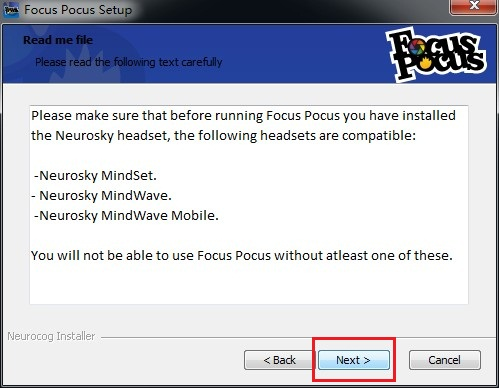 Focus Pocus Setup
Read me file
Please read the following text carefully
Focus
Pocus
Please make sure that before running Focus Pocus you have installed
the Neurosky headset, the following headsets are compatible:
-Neurosky MindSet.
- Neurosky MindWave.
-Neurosky MindWave Mobile.
You will not be able to use Focus Pocus without atleast one of these.
Neurocog Installer
< Back
Next >
Cancel